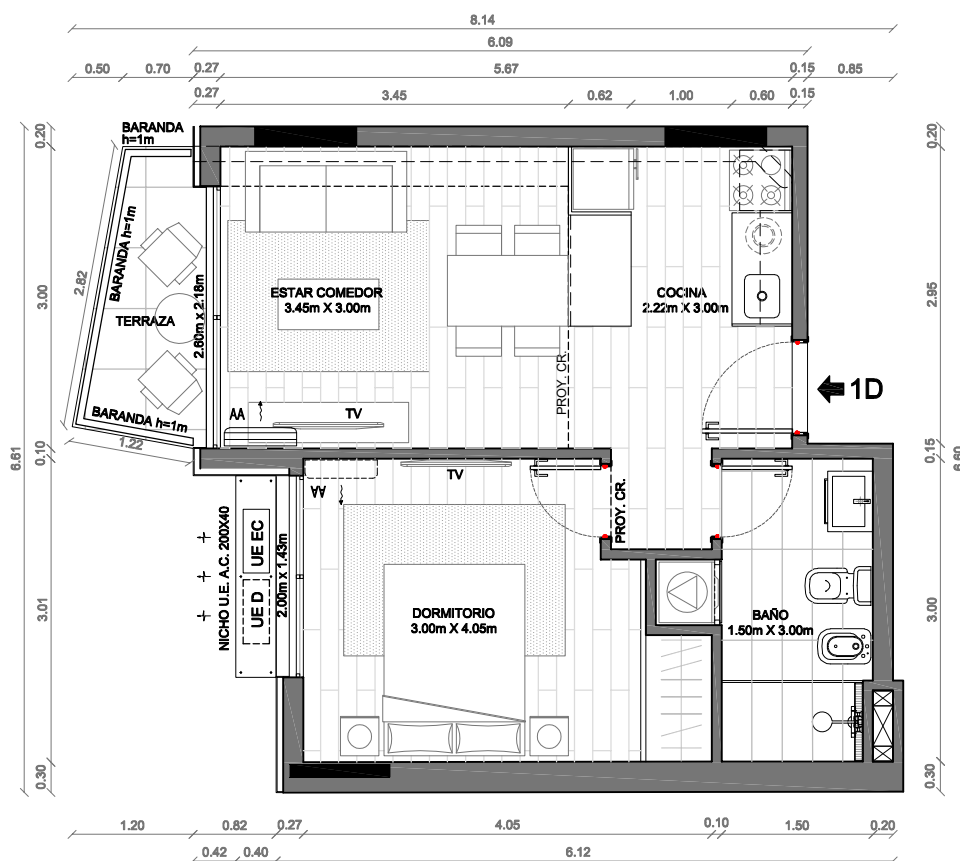 8.14
6.09
0.50 0.70 0.27 5.67 0.15 0.85
0.27 3.45 0.62 1.00 0.60 0.15
BARANDA
h=1m
0.20
0.20
BARANDA h=1m
2.82
3.00
TERRAZA
2.60m x 2.18m
ESTAR COMEDOR
3.45m X 3.00m
COCINA
2.22m X 3.00m
2.95
PROY. CR.
1D
BARANDA h=1m
AA
TV
1.22
6.61
0.10
0.15
6.60
TV
AA
PROY. CR.
NICHO U.E. A.C. 200X40
UE EC
UE D
2.00m x 1.43m
3.01
DORMITORIO
3.00m X 4.05m
BAÑO
1.50m X 3.00m
3.00
0.30
0.30
1.20 0.82 0.27 4.05 0.10 1.50 0.20
0.42 0.40 6.12